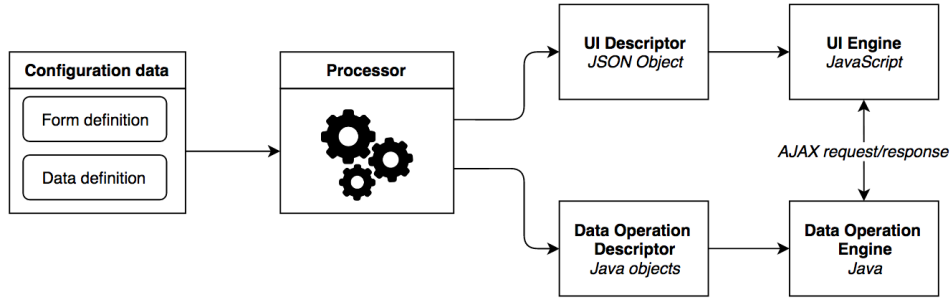 Configuration data
Form definition
Data definition
Processor
UI Descriptor
JSON Object
UI Engine
JavaScript
AJAX request/response
Data Operation
Descriptor
Java objects
Data Operation
Engine
Java